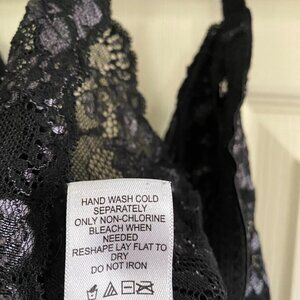 HAND WASH COLD
SEPARATELY
ONLY NON-CHLORINE
BLEACH WHEN
NEEDED
RESHAPE LAY FLAT TO
DRY
DO NOT IRON